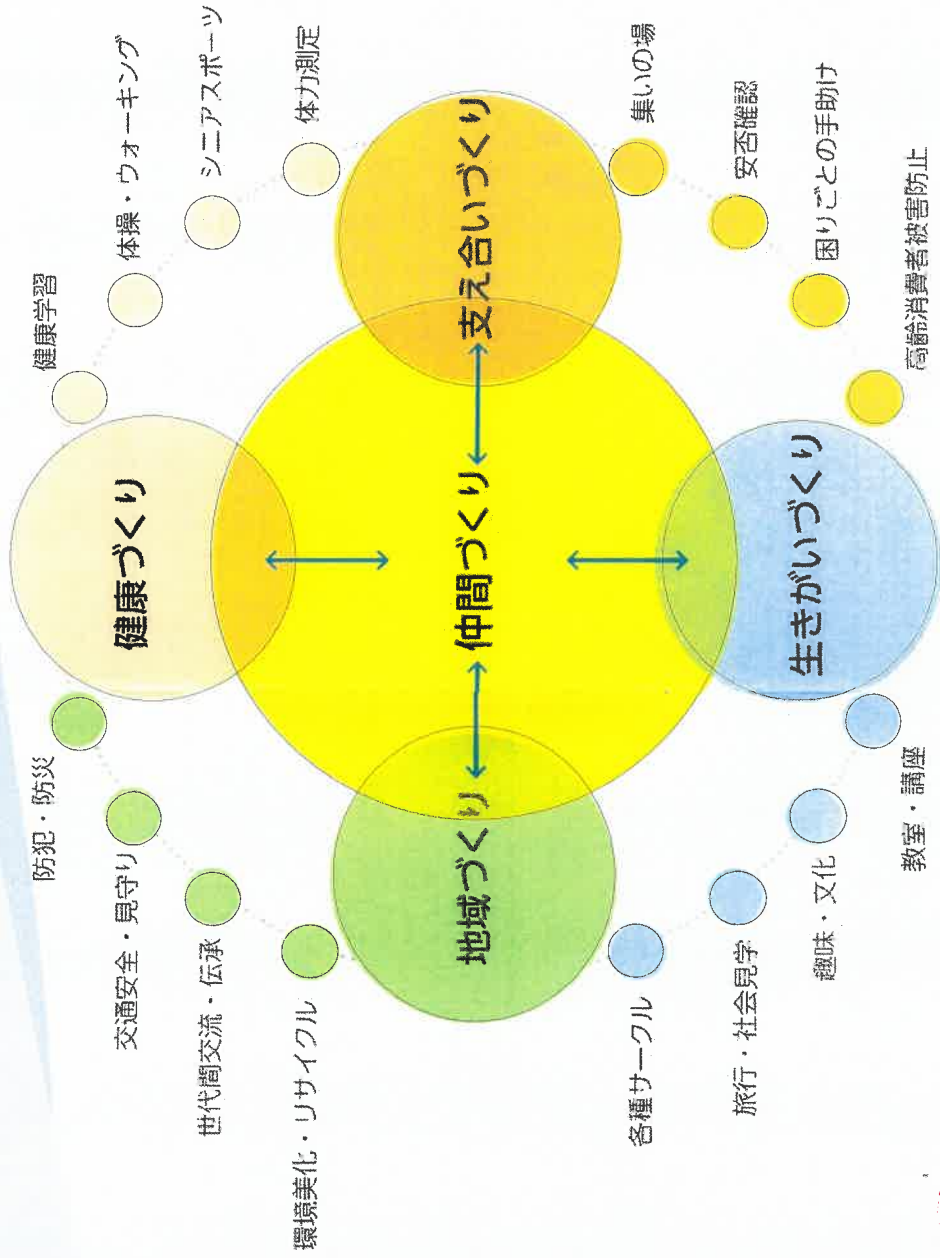 健康づくり
健康学習
体操・ウォーキング
シニアスポーツ
体力測定
支え合いづくり
集いの場
安否確認
困りごとの手助け
高齢消費者被害防止
仲間づくり
生きがいづくり
教室・講座
趣味・文化
旅行・社会見学
各種サークル
地域づくり
環境美化・リサイクル
世代間交流・伝承
交通安全・見守り
防犯・防災